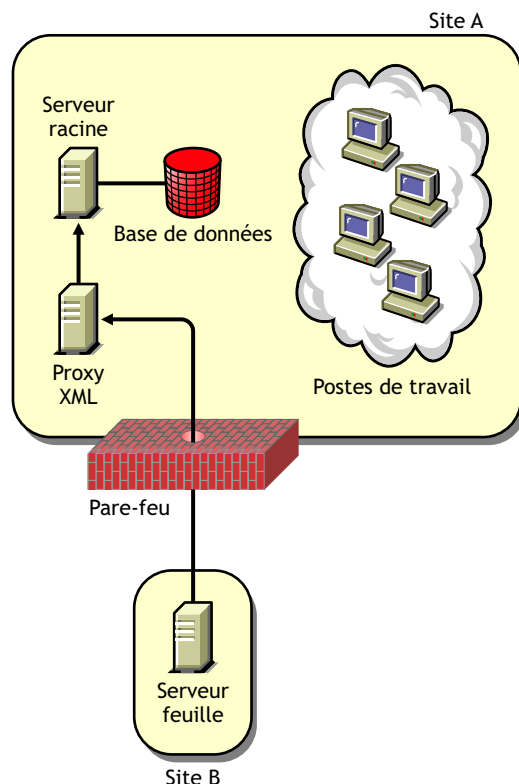 Site A
Serveur
racine
Base de données
Proxy
XML
Postes de travail
Pare-feu
Serveur
feuille
Site B